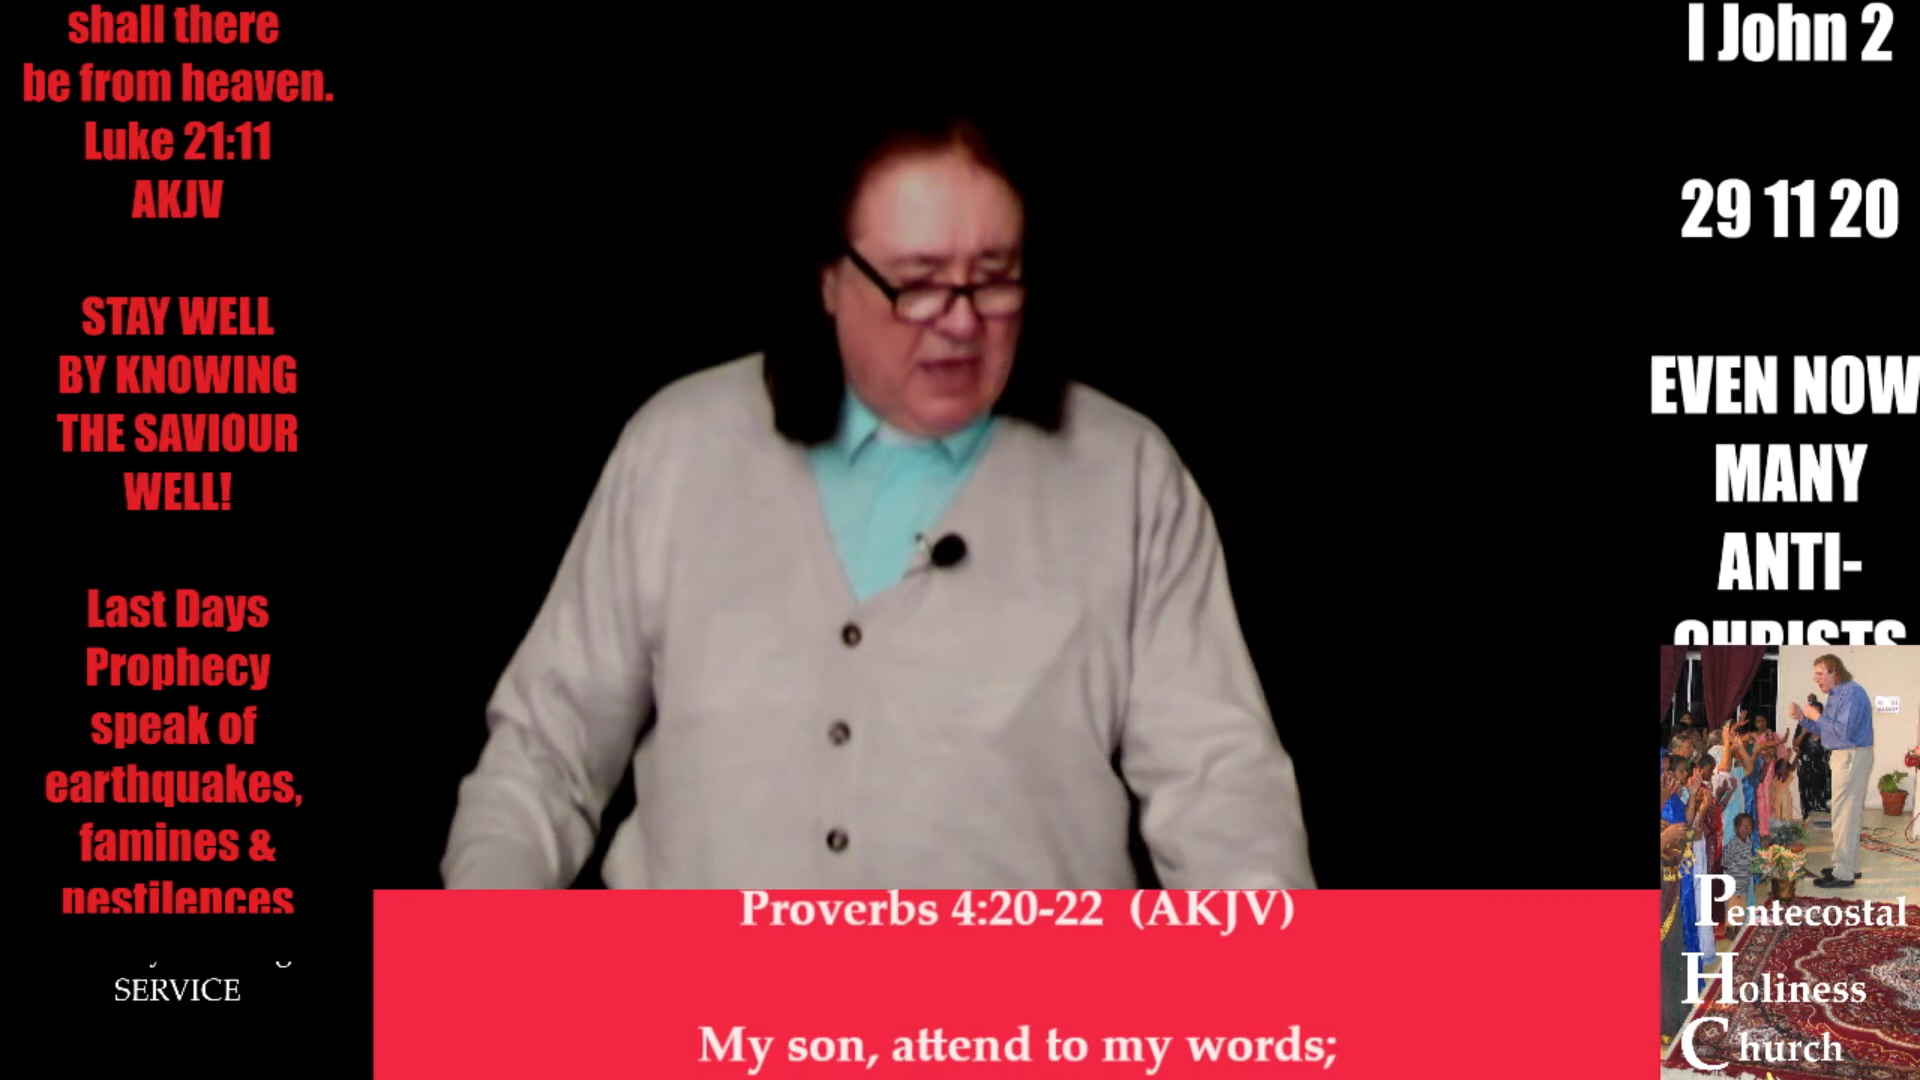 shall there
be from heaven.
Luke 21:11
AKJV
STAY WELL
BY KNOWING
THE SAVIOUR
WELL!
Last Days
Prophecy
speak of
earthquakes,
famines &
pestilences
SERVICE
Proverbs 4:20-22 (AKJV)
My son, attend to my words;
I John 2
29 11 20
EVEN NOW
MANY
ANTI-
CHRISTS
Pentecostal
Holiness
Church